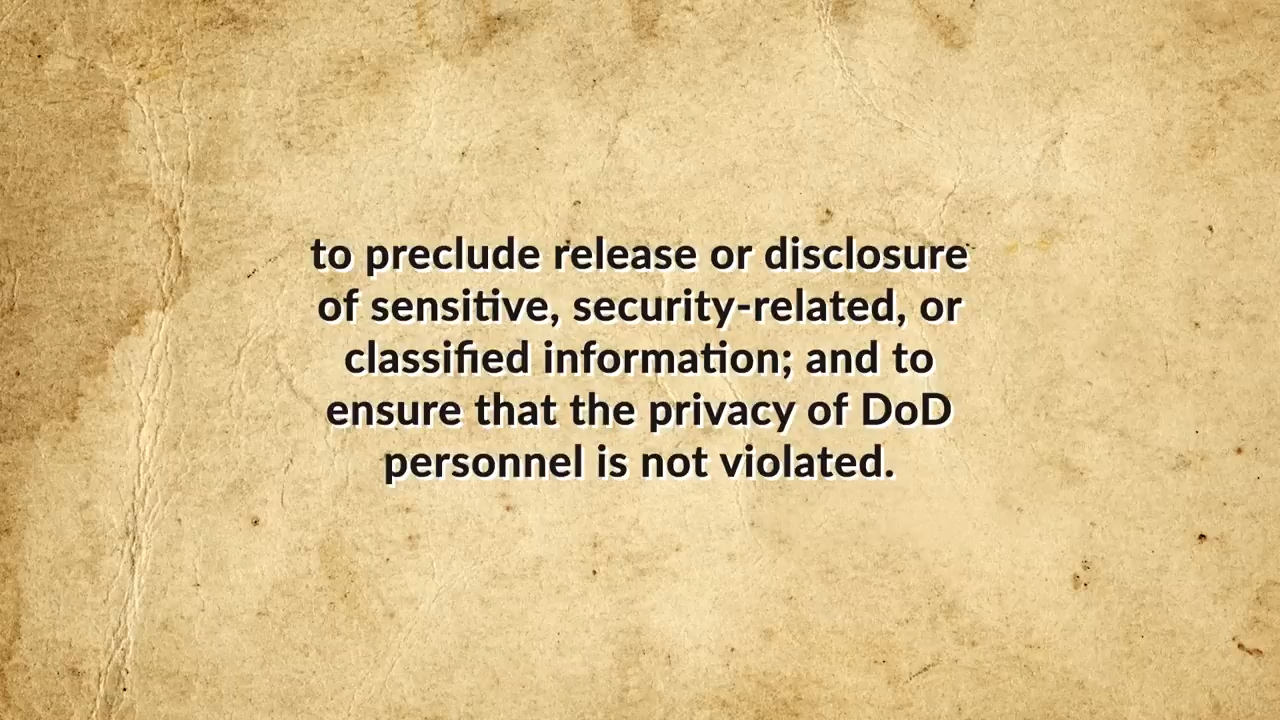 to preclude release or disclosure
of sensitive, security-related, or
classified information; and to
ensure that the privacy of DoD
personnel is not violated.